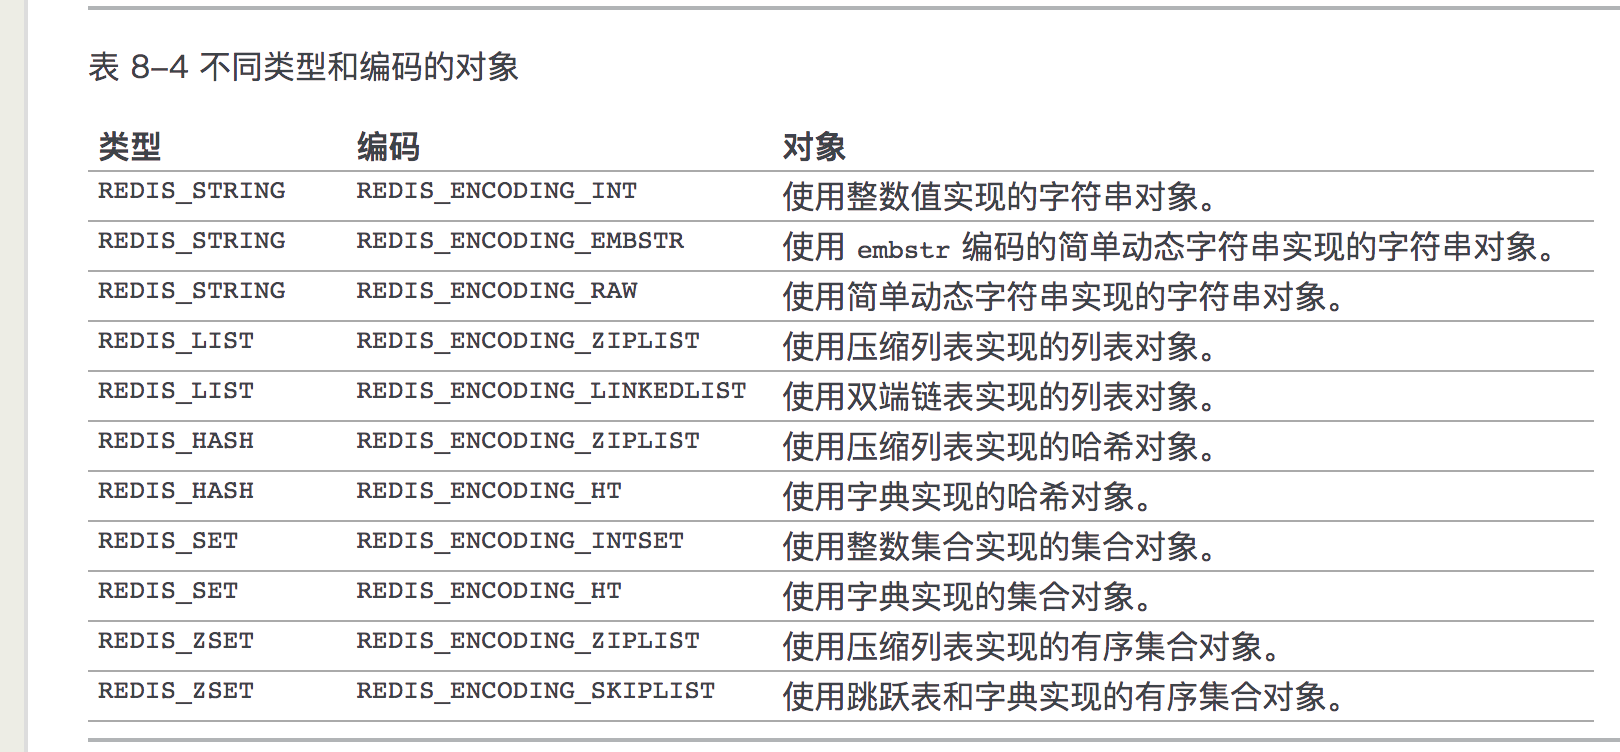 表 8–4 不同类型和编码的对象
类型 编码 对象
REDIS_STRING REDIS_ENCODING_INT 使用整数值实现的字符串对象。
REDIS_STRING REDIS_ENCODING_EMBSTR 使用 embstr 编码的简单动态字符串实现的字符串对象。
REDIS_STRING REDIS_ENCODING_RAW 使用简单动态字符串实现的字符串对象。
REDIS_LIST REDIS_ENCODING_ZIPLIST 使用压缩列表实现的列表对象。
REDIS_LIST REDIS_ENCODING_LINKEDLIST 使用双端链表实现的列表对象。
REDIS_HASH REDIS_ENCODING_ZIPLIST 使用压缩列表实现的哈希对象。
REDIS_HASH REDIS_ENCODING_HT 使用字典实现的哈希对象。
REDIS_SET REDIS_ENCODING_INTSET 使用整数集合实现的集合对象。
REDIS_SET REDIS_ENCODING_HT 使用字典实现的集合对象。
REDIS_ZSET REDIS_ENCODING_ZIPLIST 使用压缩列表实现的有序集合对象。
REDIS_ZSET REDIS_ENCODING_SKIPLIST 使用跳跃表和字典实现的有序集合对象。